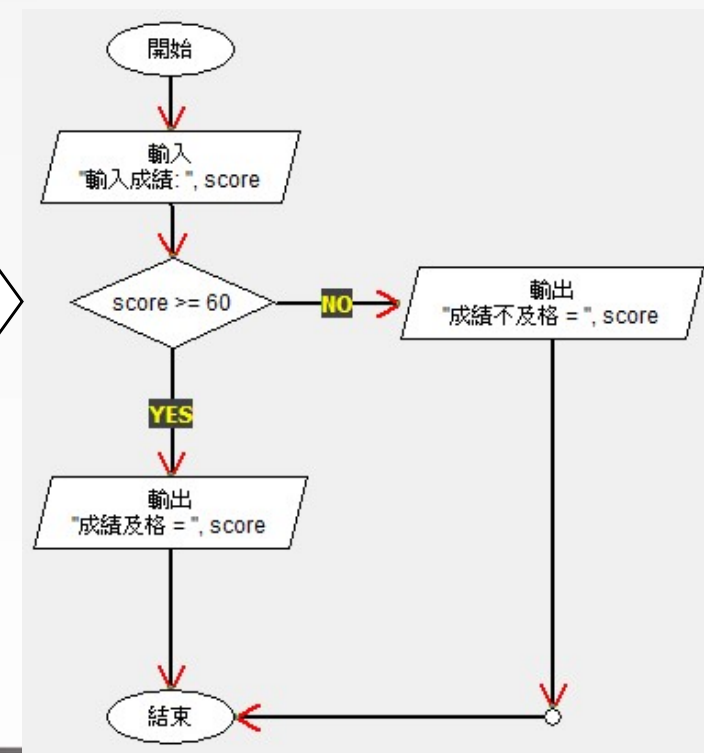 開始
輸入
"輸入成績: ", score
score >= 60
NO
輸出
"成績不及格 = ", score
YES
輸出
"成績及格 = ", score
結束